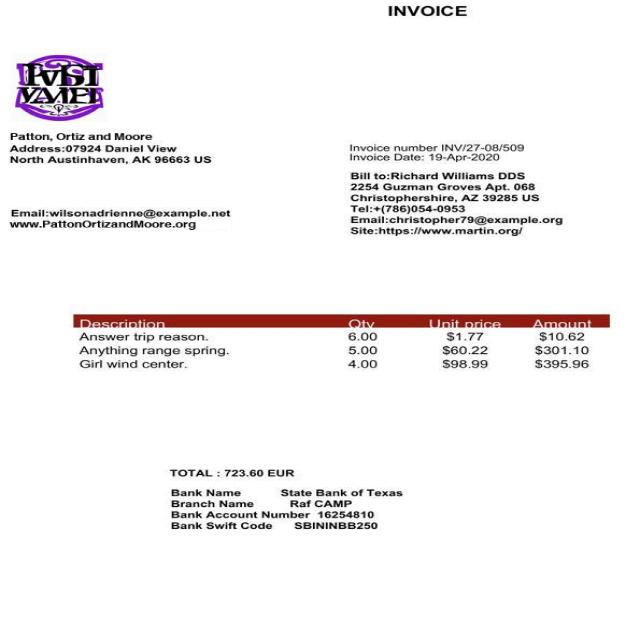 INVOICE
Patton, Ortiz and Moore
Address:07924 Daniel View
North Austinhaven, AK 96663 US
Email:wilsonadrienne@example.net
www.PattonOrtizandMoore.org
Invoice number INV/27-08/509
Invoice Date: 19-Apr-2020
Bill to:Richard Williams DDS
2254 Guzman Groves Apt. 068
Christophershire, AZ 39285 US
Tel:+(786)054-0953
Email:christopher79@example.org
Site:https://www.martin.org/
Description Qty Unit price Amount
Answer trip reason. 6.00 $1.77 $10.62
Anything range spring. 5.00 $60.22 $301.10
Girl wind center. 4.00 $98.99 $395.96
TOTAL : 723.60 EUR
Bank Name State Bank of Texas
Branch Name Raf CAMP
Bank Account Number 16254810
Bank Swift Code SBININBB250